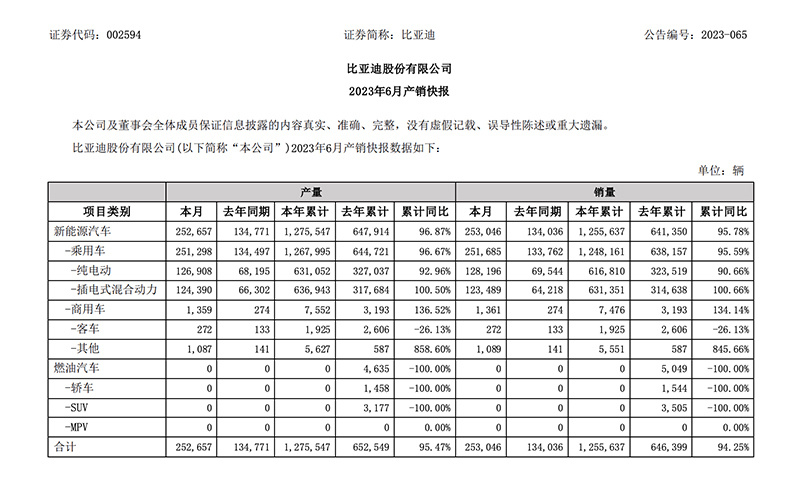 证券代码：002594 证券简称：比亚迪 公告编号：2023-065
比亚迪股份有限公司
2023年6月产销快报
本公司及董事会全体成员保证信息披露的内容真实、准确、完整，没有虚假记载、误导性陈述或重大遗漏。
比亚迪股份有限公司(以下简称“本公司”)2023年6月产销快报数据如下：
单位：辆
产量 销量
项目类别 本月 去年同期 本年累计 去年累计 累计同比 本月 去年同期 本年累计 去年累计 累计同比
新能源汽车 252,657 134,771 1,275,547 647,914 96.87% 253,046 134,036 1,255,637 641,350 95.78%
-乘用车 251,298 134,497 1,267,995 644,721 96.67% 251,685 133,762 1,248,161 638,157 95.59%
-纯电动 126,908 68,195 631,052 327,037 92.96% 128,196 69,544 616,810 323,519 90.66%
-插电式混合动力 124,390 66,302 636,943 317,684 100.50% 123,489 64,218 631,351 314,638 100.66%
-商用车 1,359 274 7,552 3,193 136.52% 1,361 274 7,476 3,193 134.14%
-客车 272 133 1,925 2,606 -26.13% 272 133 1,925 2,606 -26.13%
-其他 1,087 141 5,627 587 858.60% 1,089 141 5,551 587 845.66%
燃油汽车 0 0 0 4,635 -100.00% 0 0 0 5,049 -100.00%
-轿车 0 0 0 1,458 -100.00% 0 0 0 1,544 -100.00%
-SUV 0 0 0 3,177 -100.00% 0 0 0 3,505 -100.00%
-MPV 0 0 0 0 0.00% 0 0 0 0 0.00%
合计 252,657 134,771 1,275,547 652,549 95.47% 253,046 134,036 1,255,637 646,399 94.25%